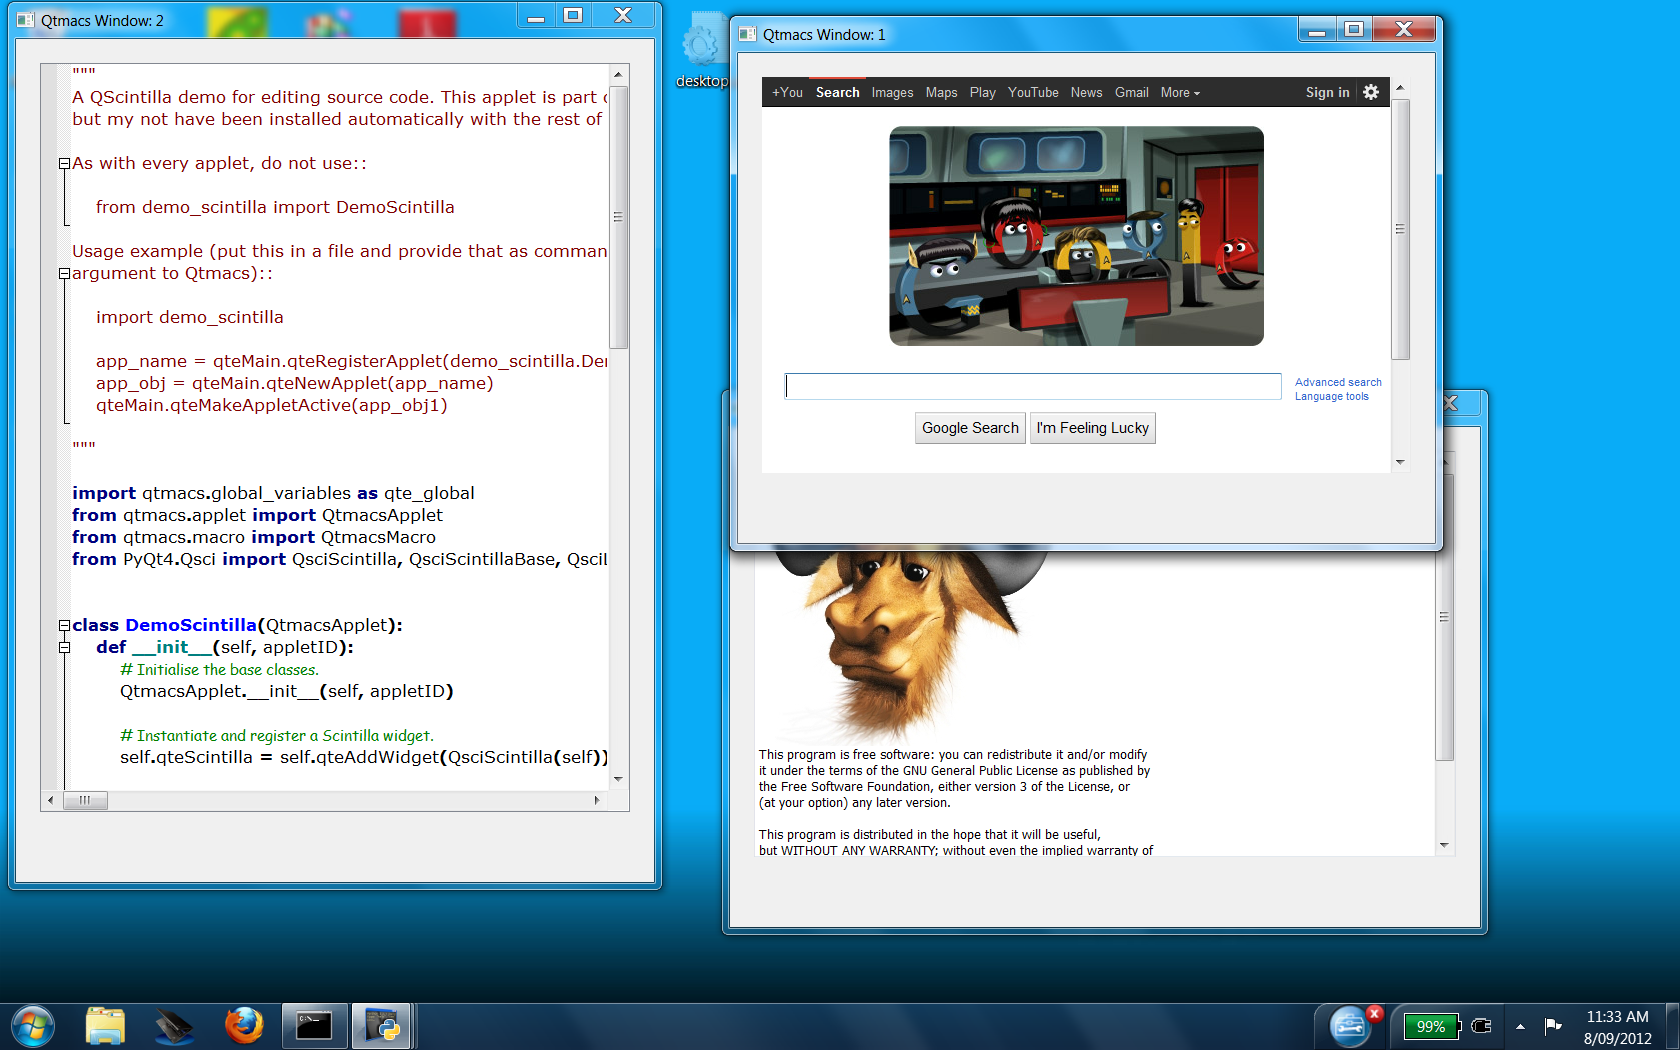 Qtmacs Window: 2
"""
A QScintilla demo for editing source code. This applet is part
but my not have been installed automatically with the rest of
As with every applet, do not use::
from demo_scintilla import DemoScintilla
Usage example (put this in a file and provide that as comman
argument to Qtmacs)::
import demo_scintilla
app_name = qteMain.qteRegisterApplet(demo_scintilla.De
app_obj = qteMain.qteNewApplet(app_name)
qteMain.qteMakeAppletActive(app_obj1)
"""
import qtmacs.global_variables as qte_global
from qtmacs.applet import QtmacsApplet
from qtmacs.macro import QtmacsMacro
from PyQt4.Qsci import QsciScintilla, QsciScintillaBase, Qsci
class DemoScintilla(QtmacsApplet):
def __init__(self, appletID):
# Initialise the base classes.
QtmacsApplet.__init__(self, appletID)
# Instantiate and register a Scintilla widget.
self.qteScintilla = self.qteAddWidget(QsciScintilla(self))
desktop
Qtmacs Window: 1
+You Search Images Maps Play YouTube News Gmail More Sign in
Advanced search
Language tools
Google Search I'm Feeling Lucky
This program is free software: you can redistribute it and/or modify
it under the terms of the GNU General Public License as published by
the Free Software Foundation, either version 3 of the License, or
(at your option) any later version.
This program is distributed in the hope that it will be useful,
but WITHOUT ANY WARRANTY; without even the implied warranty of
99%
11:33 AM
8/09/2012